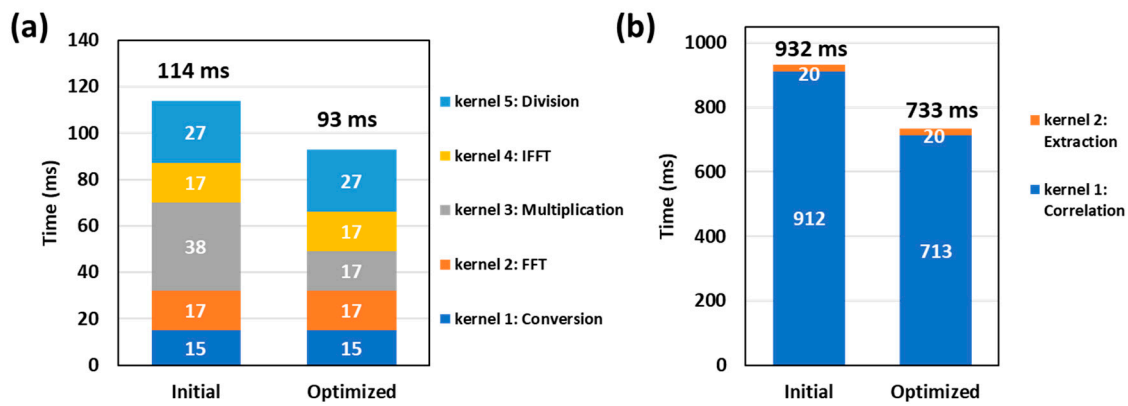 (a)
Time (ms)
140
120
100
80
60
40
20
0
114 ms
27
17
38
17
15
Initial
93 ms
27
17
17
17
15
Optimized
kernel 5: Division
kernel 4: IFFT
kernel 3: Multiplication
kernel 2: FFT
kernel 1: Conversion
(b)
Time (ms)
1000
800
600
400
200
0
932 ms
20
912
Initial
733 ms
20
713
Optimized
kernel 2:
Extraction
kernel 1:
Correlation